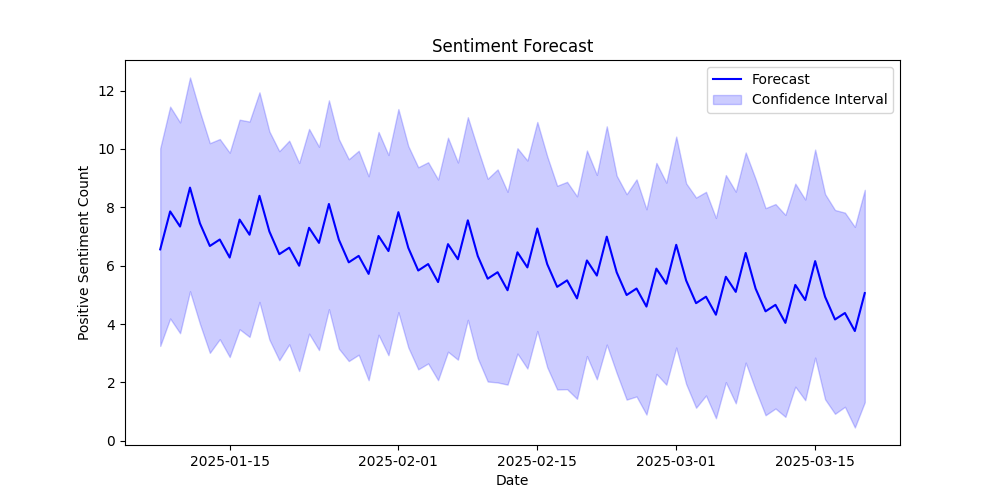 Sentiment Forecast
Forecast
Confidence Interval
12
10
8
6
4
2
0
Positive Sentiment Count
2025-01-15
2025-02-01
2025-02-15
2025-03-01
2025-03-15
Date